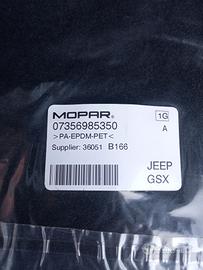 MOPAR®
1G
07356985350
A
>PA-EPDM-PET<
Supplier: 36051 B166
JEEP
GSX